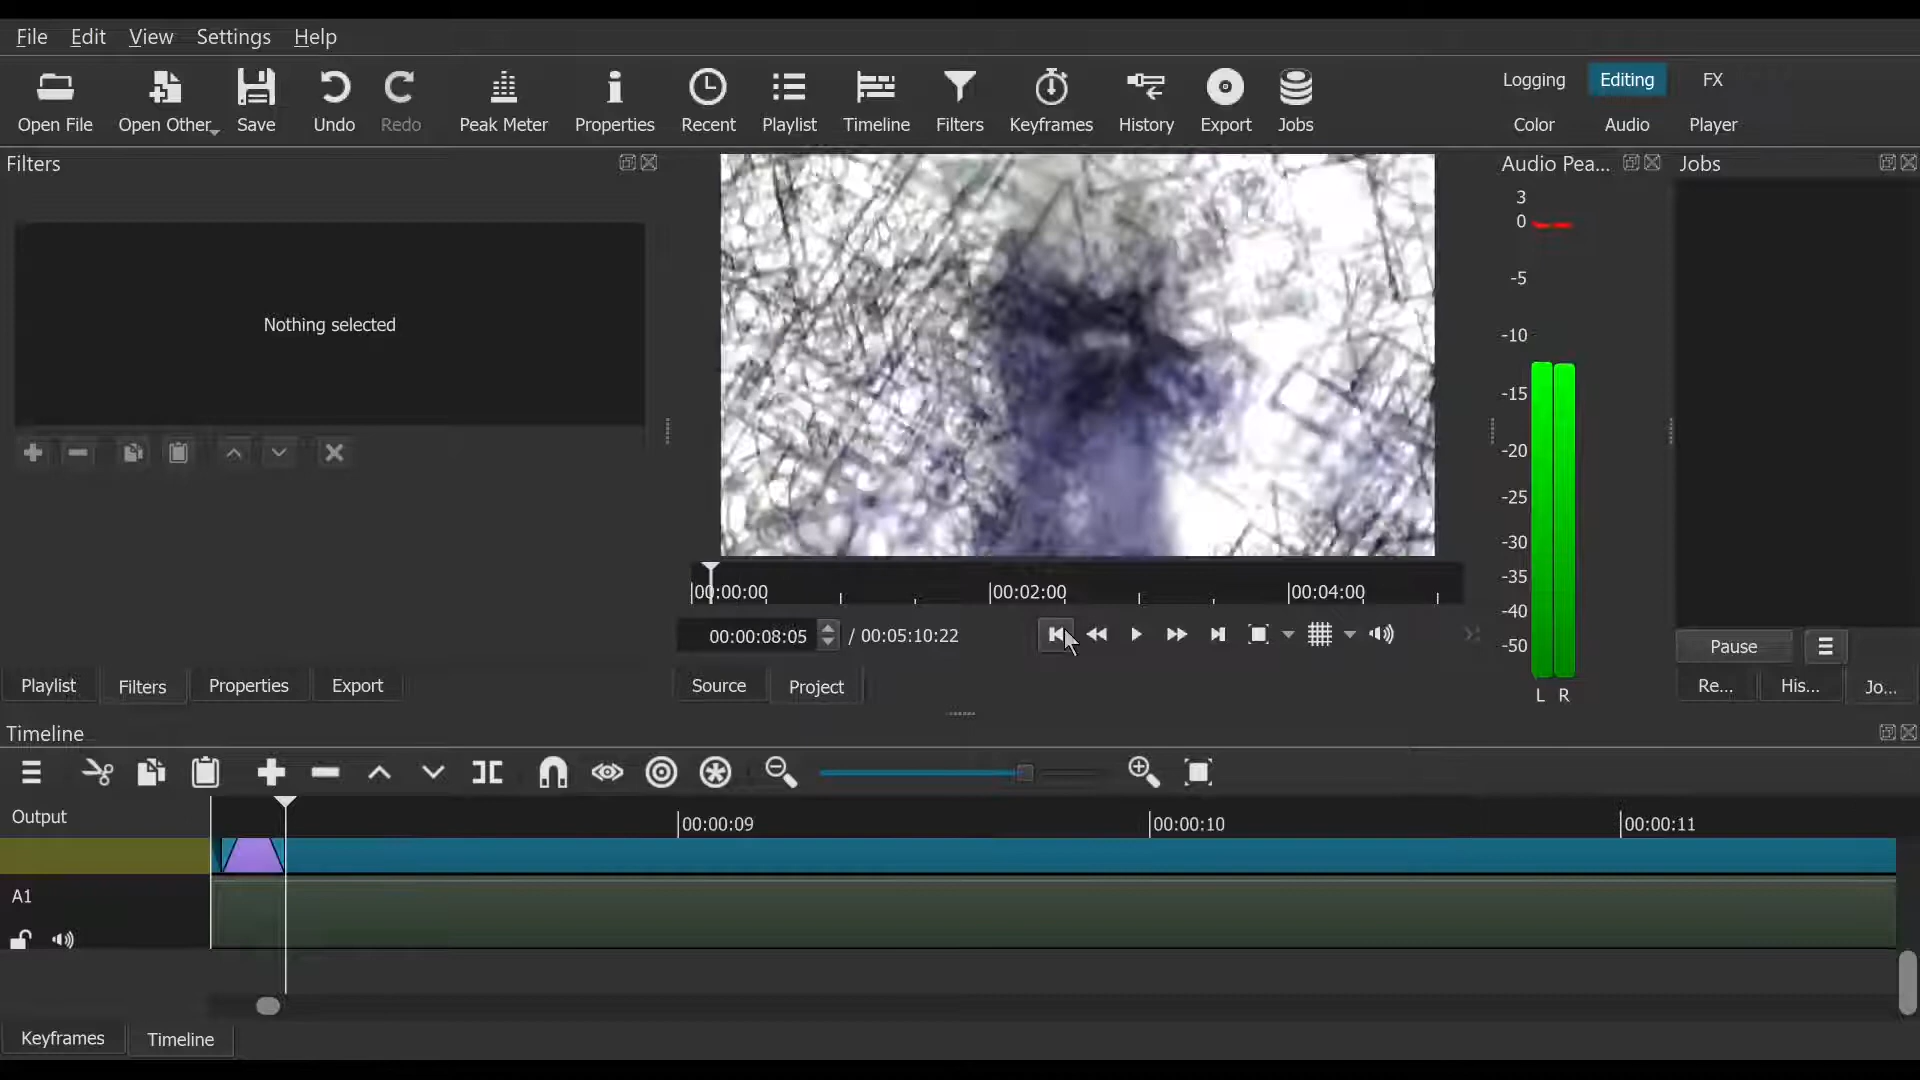 File Edit View Settings Help
Open File Open Other Save Undo Redo Peak Meter Properties Recent Playlist Timeline Filters Keyframes History Export Jobs
Logging Editing FX
Color Audio Player
Filters
Audio Pea...
Jobs
Nothing selected
3
0
-5
-10
-15
-20
-25
-30
-35
-40
-50
L R
00:00:00 00:02:00 00:04:00
00:00:08:05 / 00:05:10:22
Pause
Playlist Filters Properties Export
Source Project
Re... His... Jo...
Timeline
Output
00:00:09 00:00:10 00:00:11
A1
Keyframes Timeline